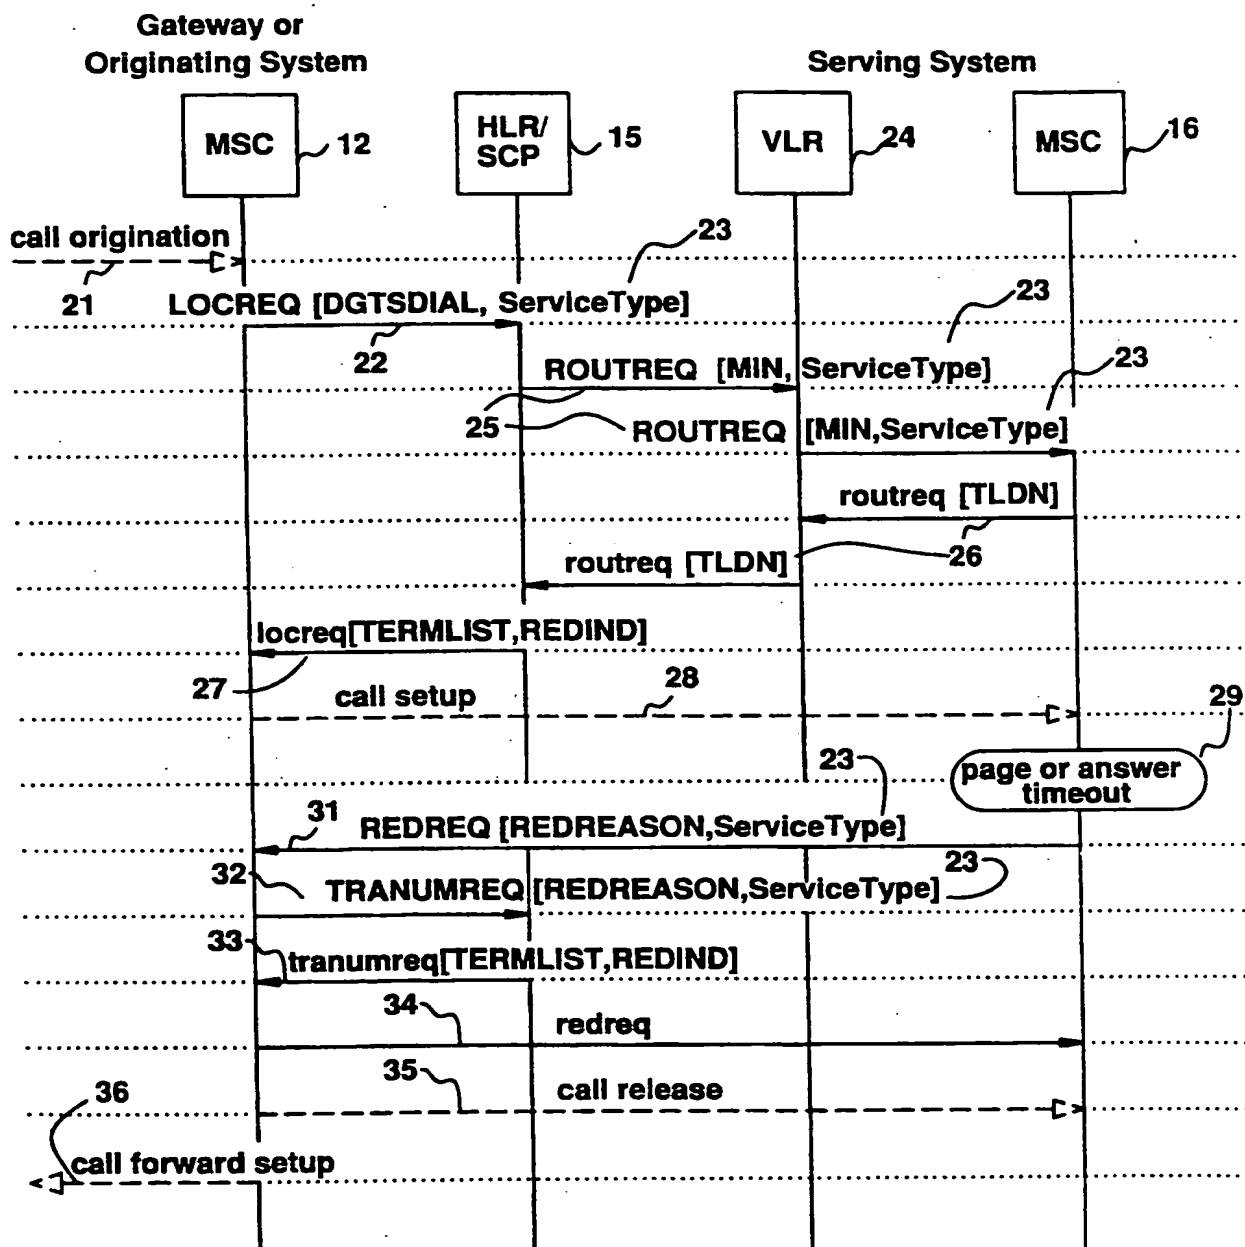 Gateway or
Originating System
Serving System
MSC
12
HLR/
SCP
15
VLR
24
MSC
16
call origination
23
21
LOCREQ [DGTSDIAL, ServiceType]
23
22
ROUTREQ [MIN, ServiceType]
23
25
ROUTREQ [MIN,ServiceType]
routreq [TLDN]
routreq [TLDN]
26
locreq[TERMLIST,REDIND]
27
call setup
28
29
page or answer
timeout
23
31
REDREQ [REDREASON,ServiceType]
32
TRANUMREQ [REDREASON,ServiceType]
23
33
tranumreq[TERMLIST,REDIND]
34
redreq
35
call release
36
call forward setup